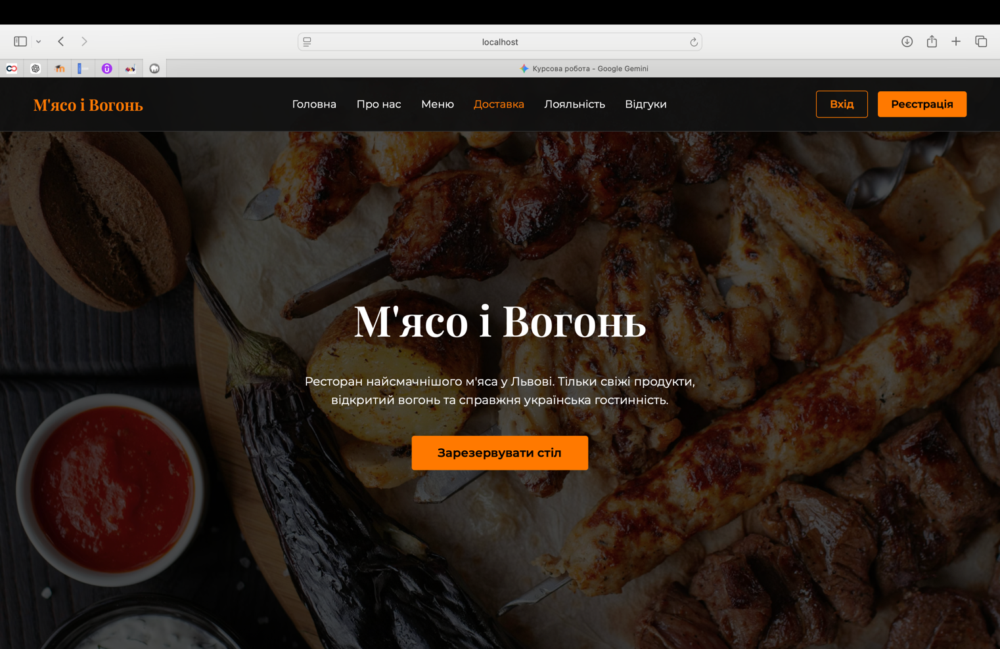 localhost
Курсова робота - Google Gemini
М'ясо і Вогонь
Головна Про нас Меню Доставка Лояльність Відгуки
Вхід Реєстрація
М'ясо і Вогонь
Ресторан найсмачнішого м'яса у Львові. Тільки свіжі продукти,
відкритий вогонь та справжня українська гостинність.
Зарезервувати стіл